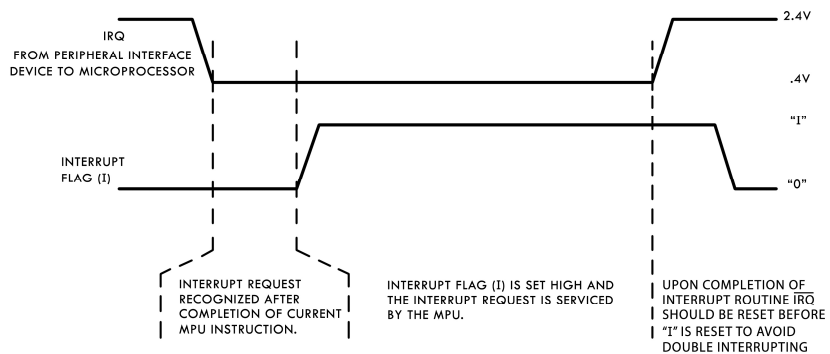 2.4V
IRQ
FROM PERIPHERAL INTERFACE
DEVICE TO MICROPROCESSOR
.4V
“I”
INTERRUPT
FLAG (I)
“0”
INTERRUPT REQUEST
RECOGNIZED AFTER
COMPLETION OF CURRENT
MPU INSTRUCTION.
INTERRUPT FLAG (I) IS SET HIGH AND
THE INTERRUPT REQUEST IS SERVICED
BY THE MPU.
UPON COMPLETION OF
INTERRUPT ROUTINE I̅R̅Q̅
SHOULD BE RESET BEFORE
“I” IS RESET TO AVOID
DOUBLE INTERRUPTING